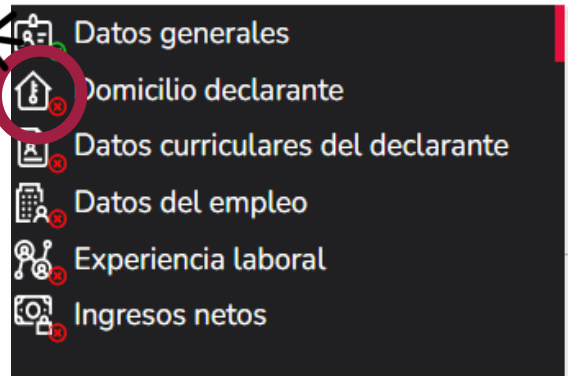 Datos generales
Domicilio declarante
Datos curriculares del declarante
Datos del empleo
Experiencia laboral
Ingresos netos